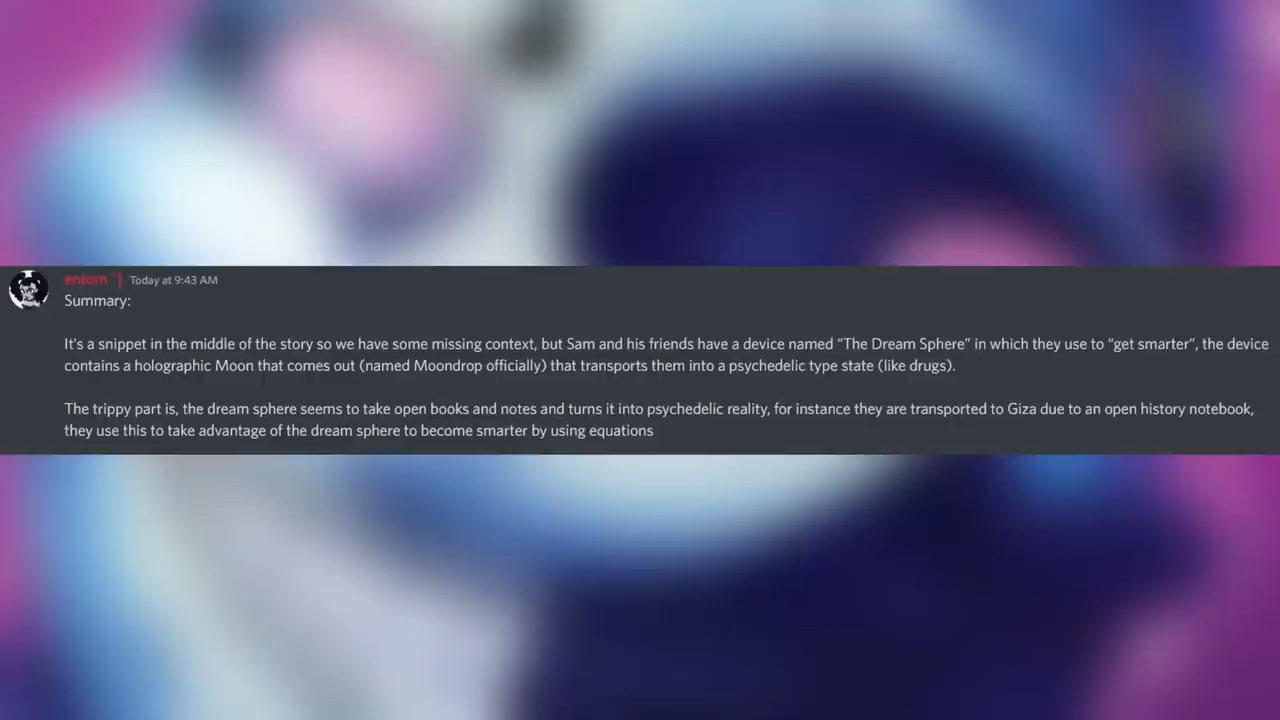 entoin Today at 9:43 AM
Summary:
It's a snippet in the middle of the story so we have some missing context, but Sam and his friends have a device named “The Dream Sphere” in which they use to “get smarter”, the device
contains a holographic Moon that comes out (named Moondrop officially) that transports them into a psychedelic type state (like drugs).
The trippy part is, the dream sphere seems to take open books and notes and turns it into psychedelic reality, for instance they are transported to Giza due to an open history notebook,
they use this to take advantage of the dream sphere to become smarter by using equations